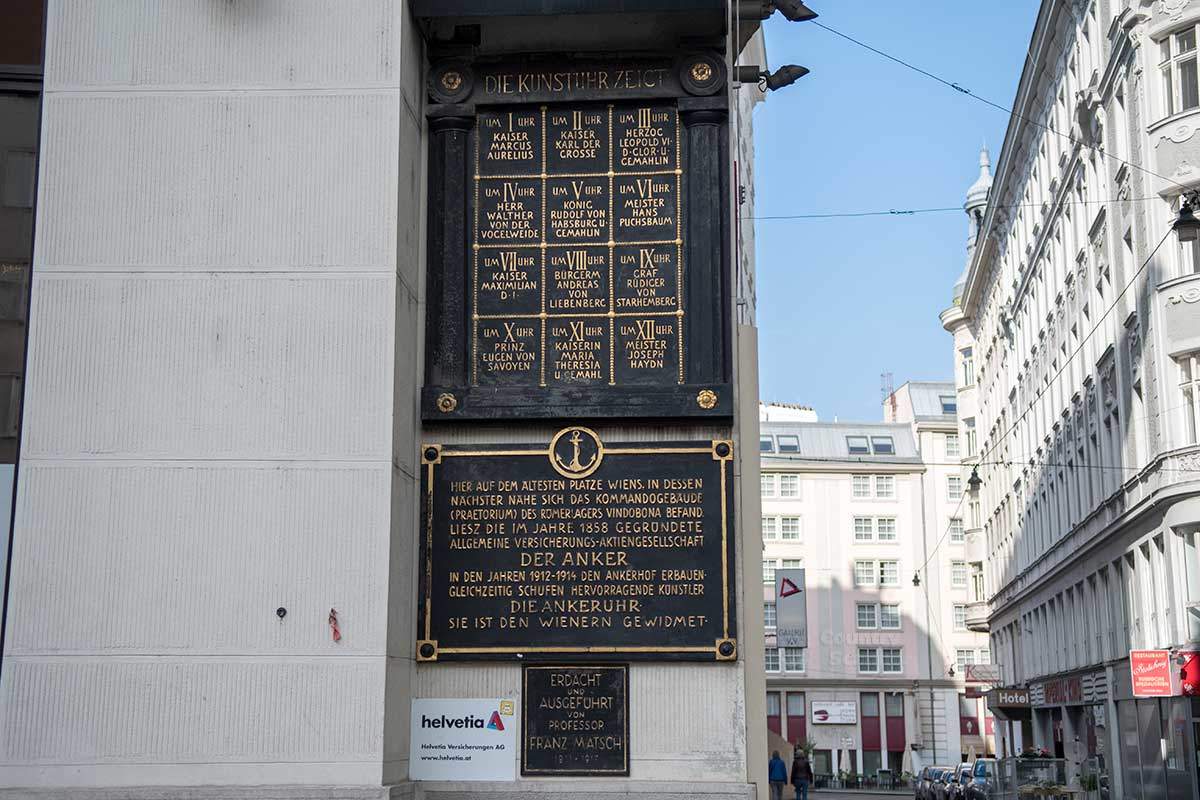 DIE KUNSTUHR ZEIGT
UM I UHR
KAISER
MARCUS
AURELIUS
UM II UHR
KAISER
KARL DER
GROSSE
UM III UHR
HERZOG
LEOPOLD VI·
D·GLOR·U·
GEMAHLIN
UM IV UHR
HERR
WALTHER
VON DER
VOGELWEIDE
UM V UHR
KÖNIG
RUDOLF VON
HABSBURG U·
GEMAHLIN
UM VI UHR
MEISTER
HANS
PUCHSBAUM
UM VII UHR
KAISER
MAXIMILIAN
D·I·
UM VIII UHR
BÜRGERM
ANDREAS
VON
LIEBENBERG
UM IX UHR
GRAF
RÜDIGER
VON
STARHEMBERG
UM X UHR
PRINZ
EUGEN VON
SAVOYEN
UM XI UHR
KAISERIN
MARIA
THERESIA
U·GEMAHL
UM XII UHR
MEISTER
JOSEPH
HAYDN
HIER AUF DEM ÄLTESTEN PLATZE WIENS, IN DESSEN
NÄCHSTER NÄHE SICH DAS KOMMANDOGEBÄUDE
(PRAETORIUM) DES RÖMERLAGERS VINDOBONA BEFAND,
LIESZ DIE IM JAHRE 1858 GEGRÜNDETE
ALLGEMEINE VERSICHERUNGS-AKTIENGESELLSCHAFT
DER ANKER
IN DEN JAHREN 1912-1914 DEN ANKERHOF ERBAUEN·
GLEICHZEITIG SCHUFEN HERVORRAGENDE KÜNSTLER
DIE ANKERUHR·
SIE IST DEN WIENERN GEWIDMET·
ERDACHT
UND
AUSGEFÜHRT
VON
PROFESSOR
FRANZ MATSCH
1911-1917
helvetia
Helvetia Versicherungen AG
www.helvetia.at
Hotel
RESTAURANT